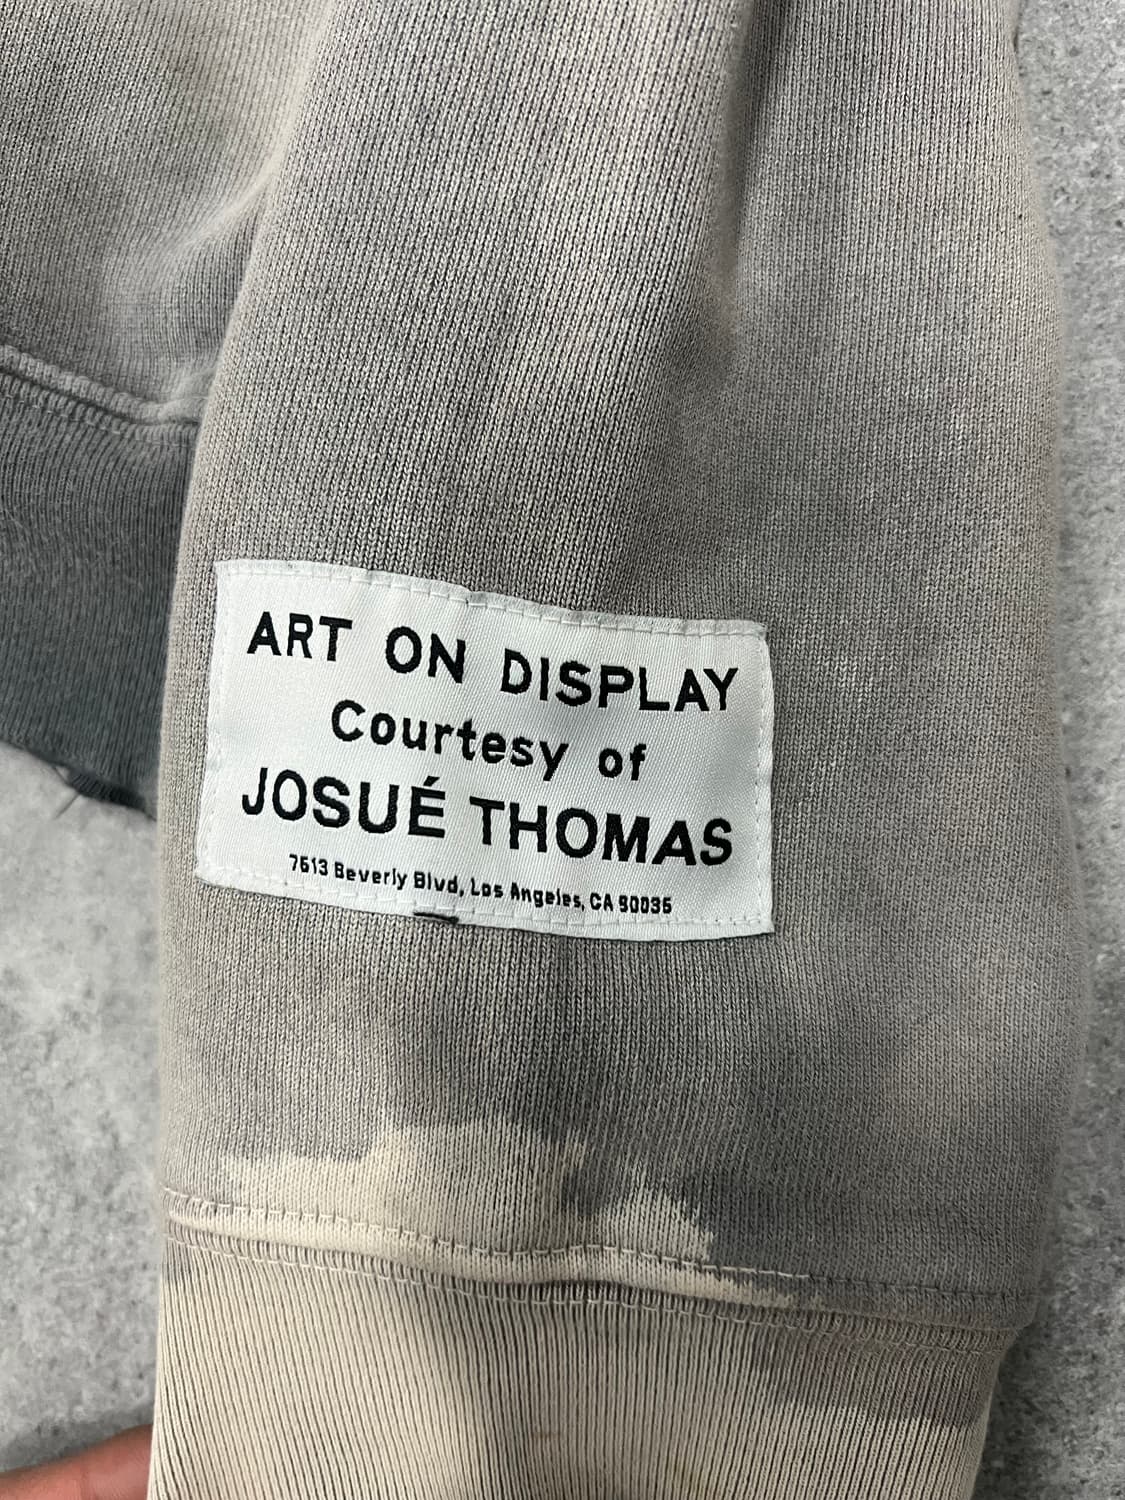 ART ON DISPLAY
Courtesy of
JOSUÉ THOMAS
7613 Beverly Blvd, Los Angeles, CA 90036